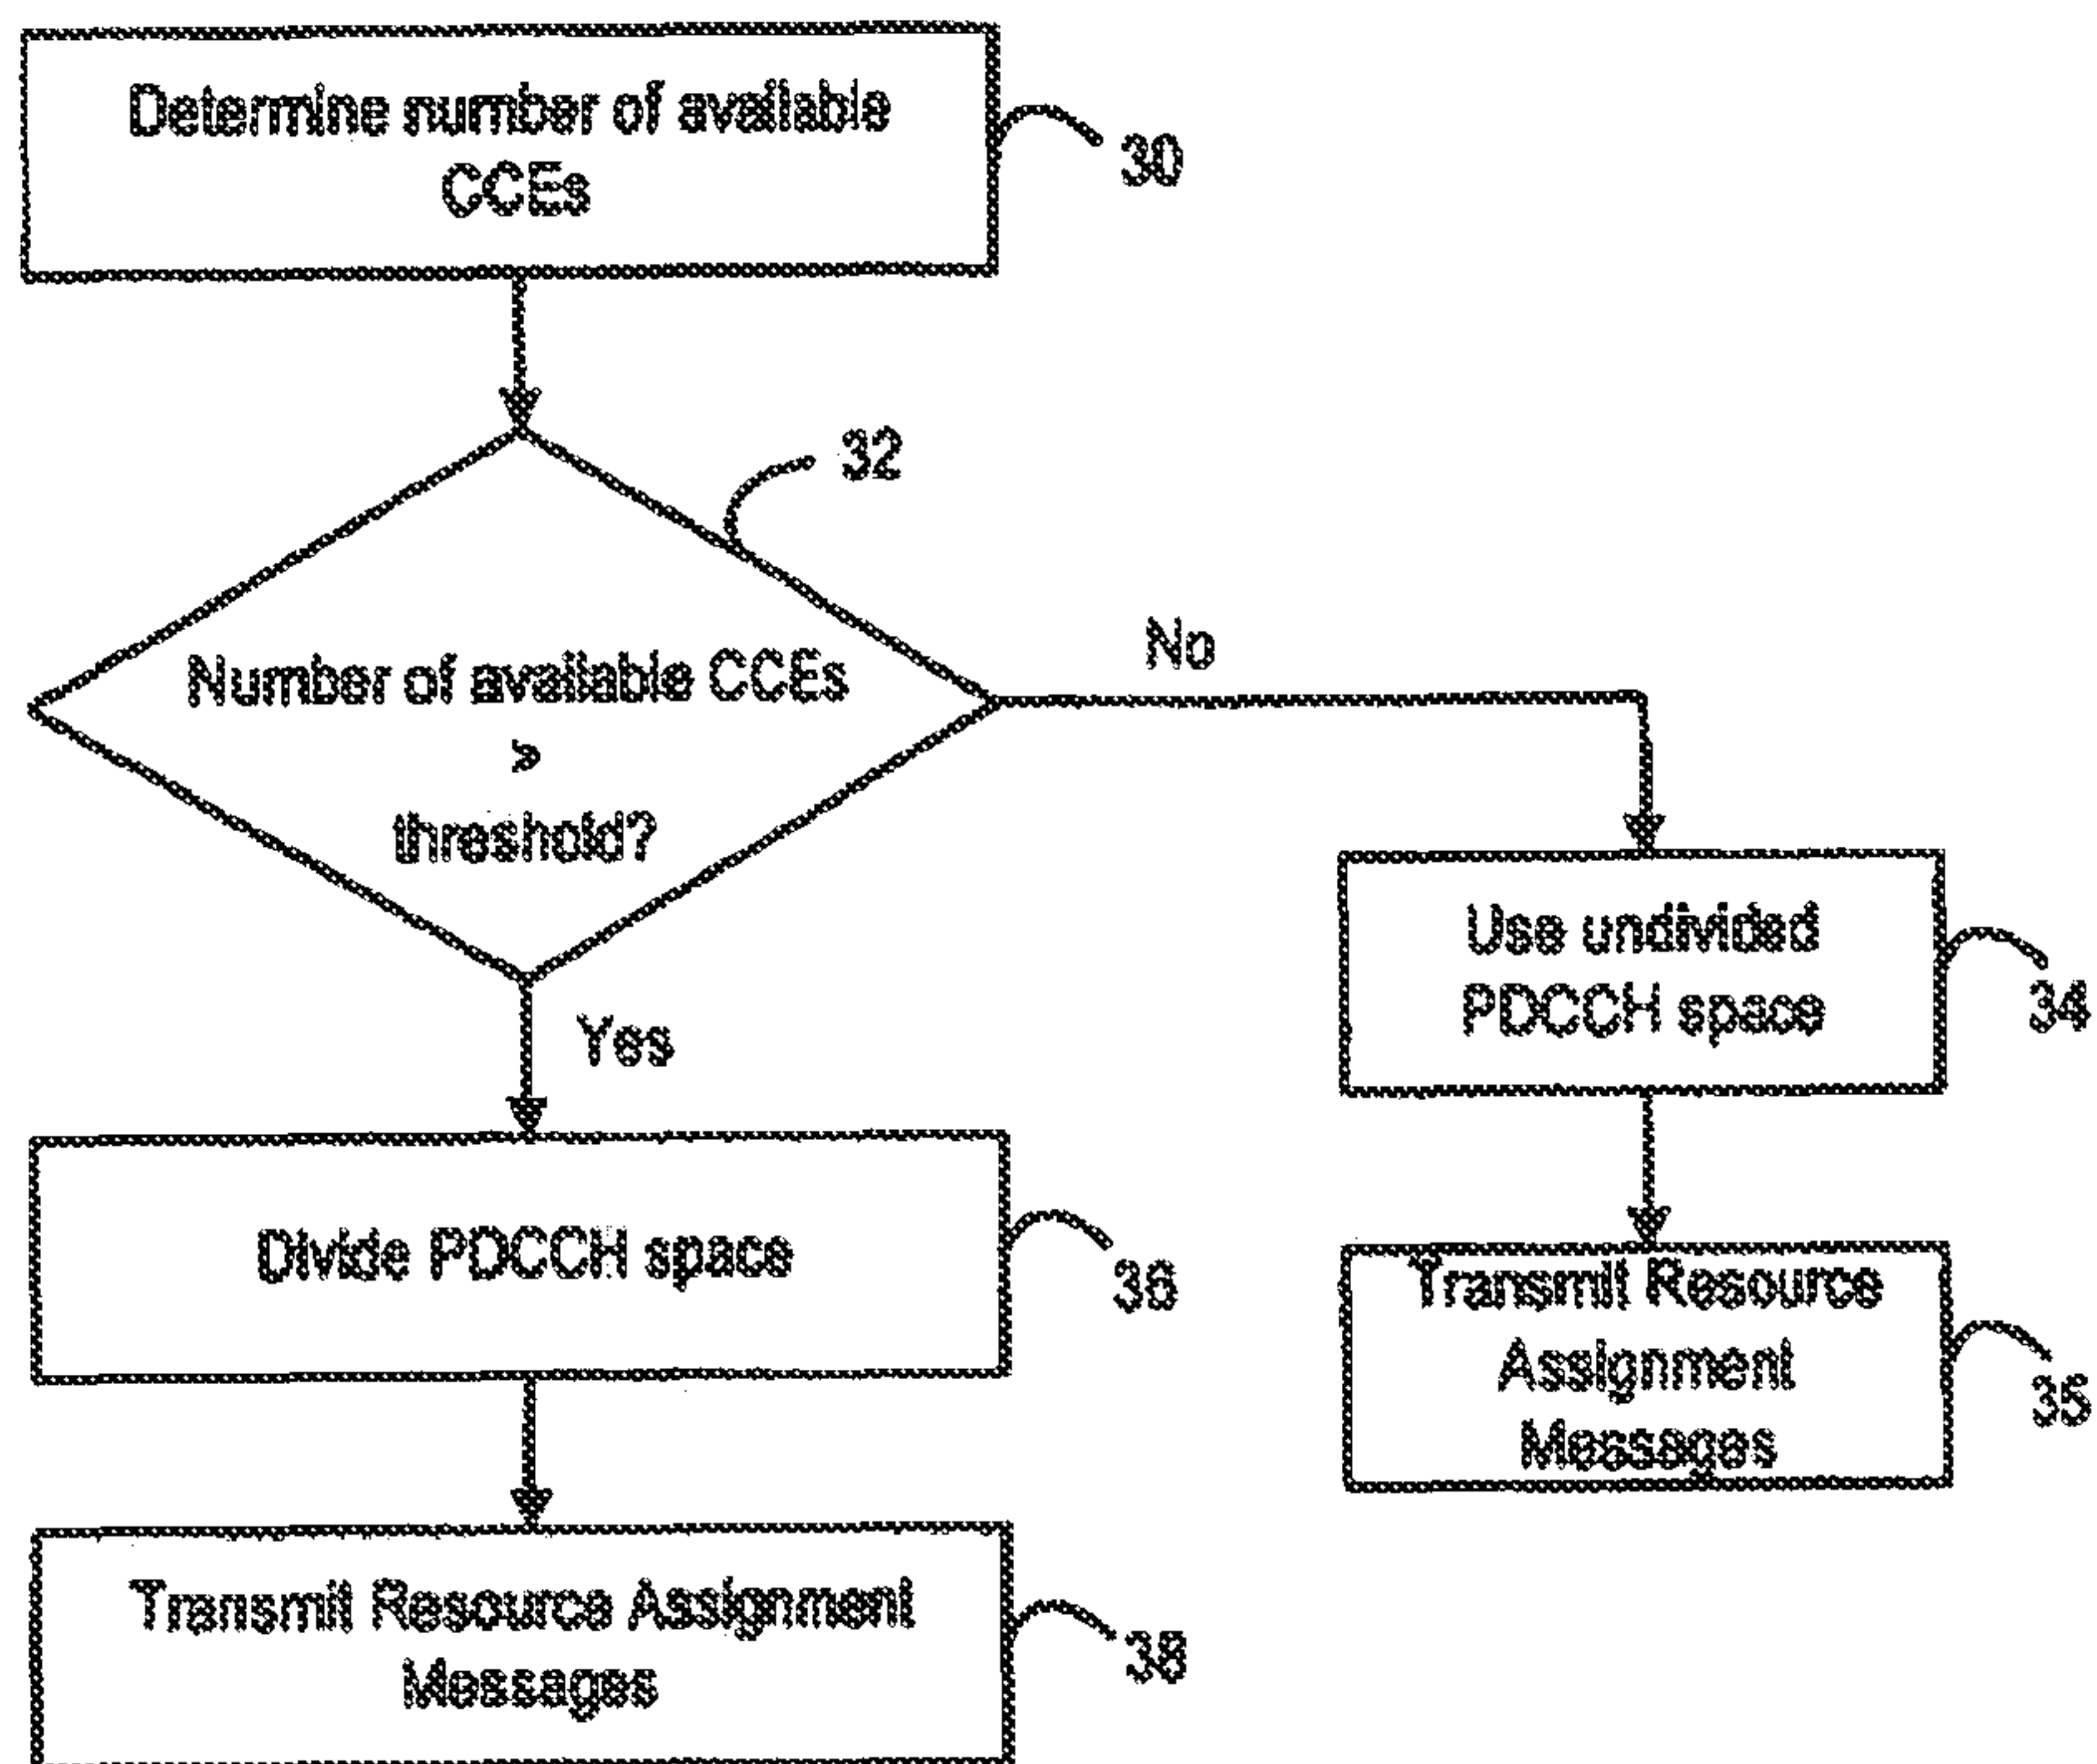 Determine number of available
CCEs
30
32
Number of available CCEs
>
threshold?
No
Yes
Use undivided
PDCCH space
34
Divide PDCCH space
36
Transmit Resource
Assignment
Messages
35
Transmit Resource Assignment
Messages
38